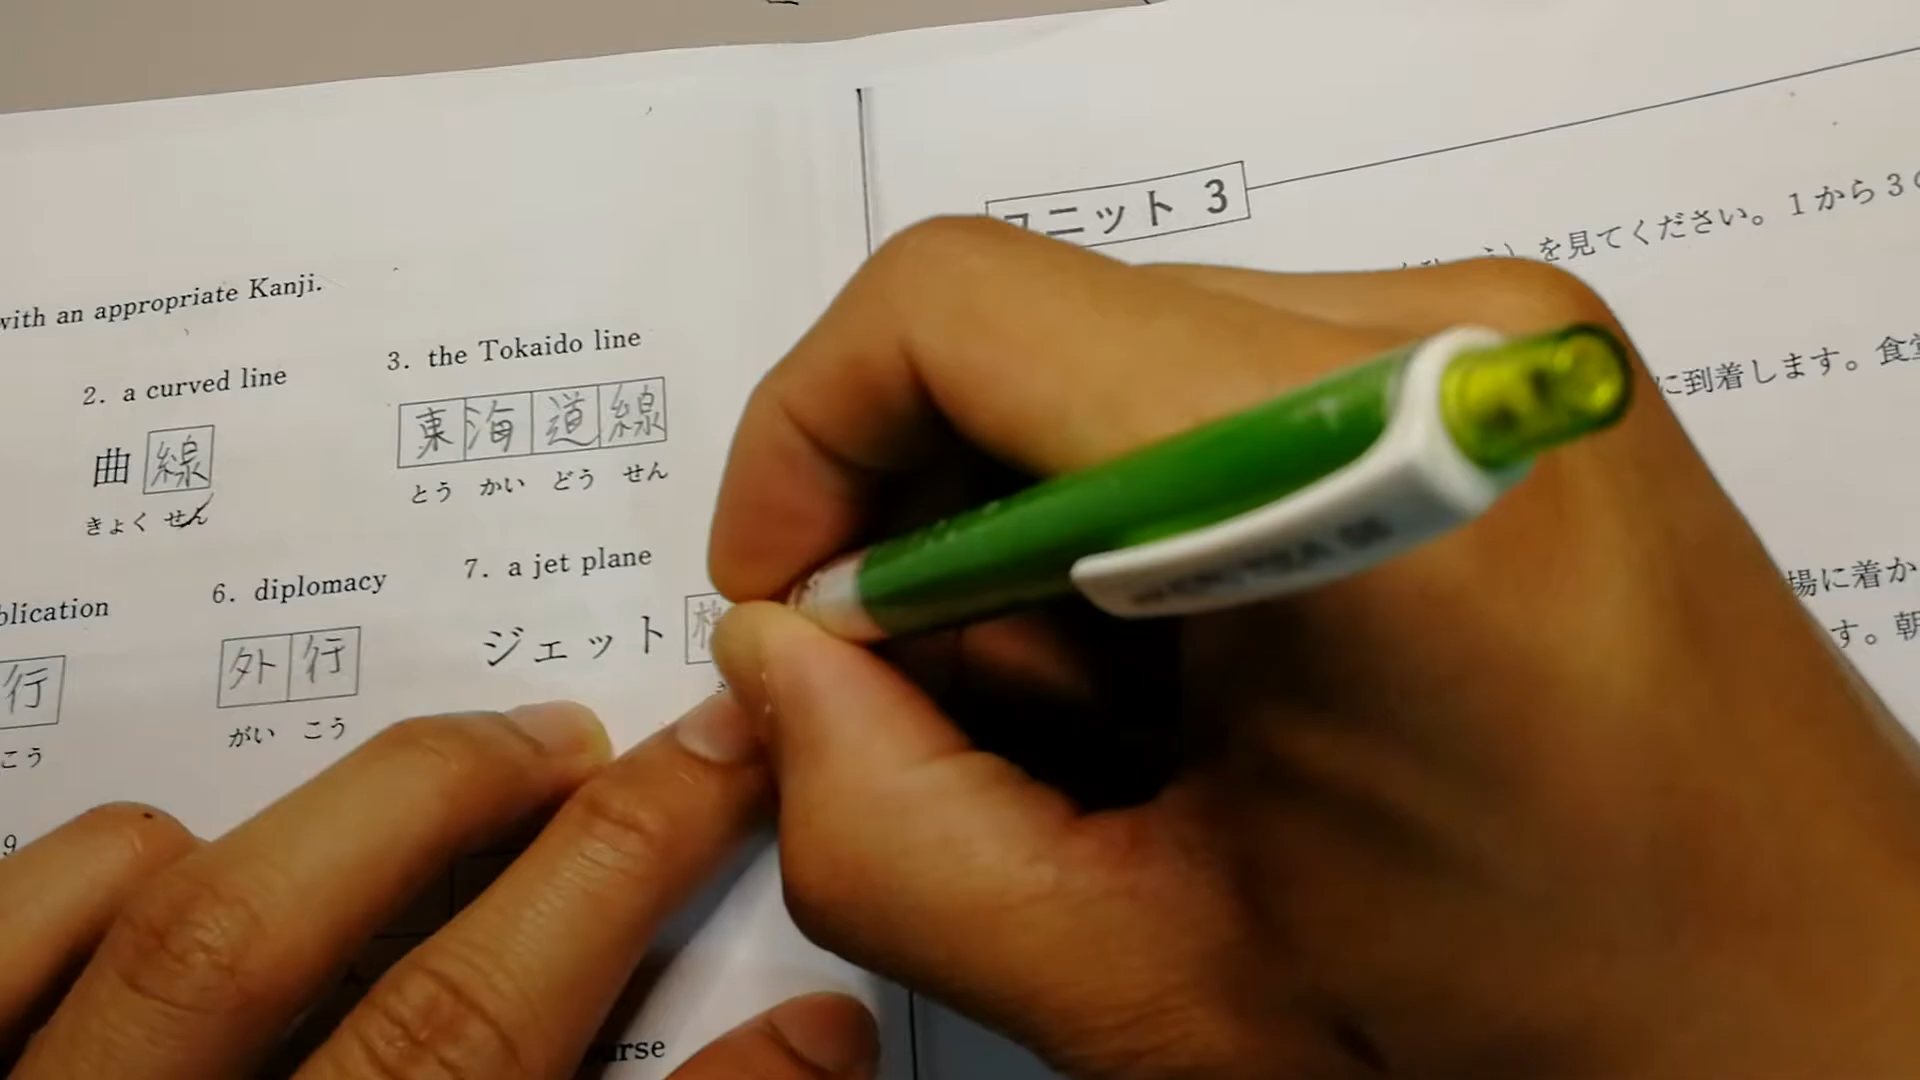 with an appropriate Kanji.
2. a curved line
曲線
きょく せん
3. the Tokaido line
東海道線
とう かい どう せん
blication
行
こう
6. diplomacy
外行
がい こう
7. a jet plane
ジェット
9
ユニット 3
を見てください。1から3
に到着します。食堂
場に着か
す。朝